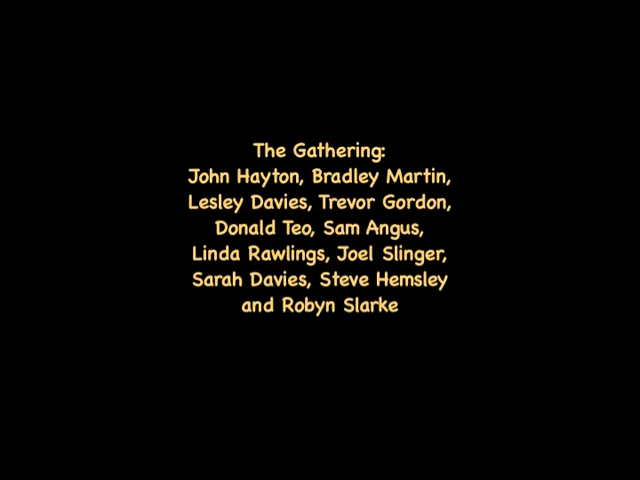 The Gathering:
John Hayton, Bradley Martin,
Lesley Davies, Trevor Gordon,
Donald Teo, Sam Angus,
Linda Rawlings, Joel Slinger,
Sarah Davies, Steve Hemsley
and Robyn Slarke